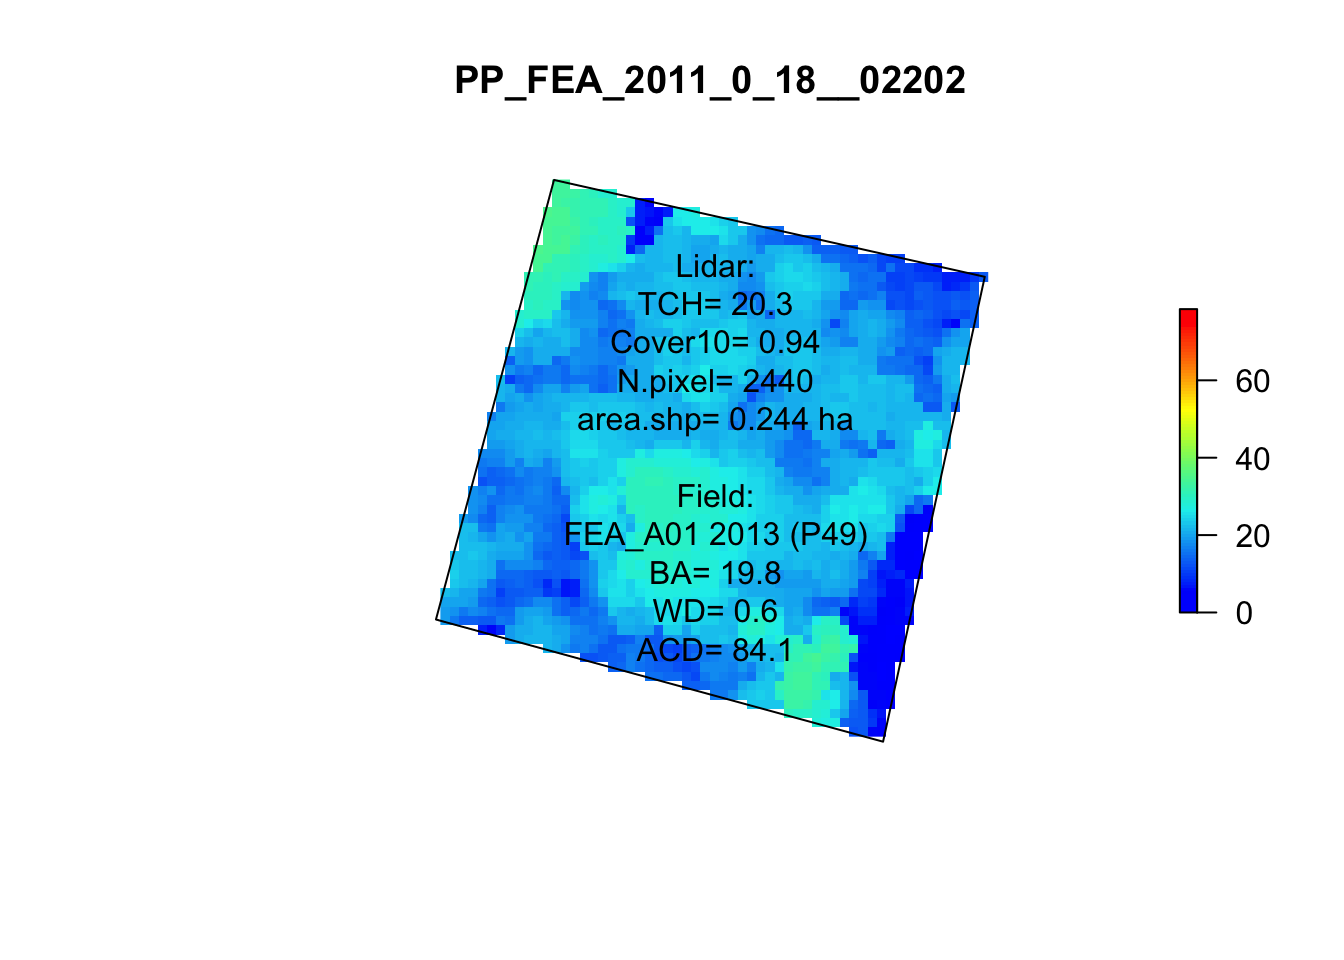 PP_FEA_2011_0_18__02202
Lidar:
TCH= 20.3
Cover10= 0.94
N.pixel= 2440
area.shp= 0.244 ha
Field:
FEA_A01 2013 (P49)
BA= 19.8
WD= 0.6
ACD= 84.1
60
40
20
0